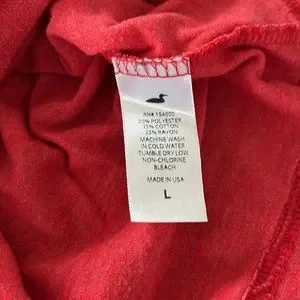 RN# 154000
50% POLYESTER
25% COTTON
25% RAYON
MACHINE WASH
IN COLD WATER
TUMBLE DRY LOW
NON-CHLORINE
BLEACH
MADE IN USA
L